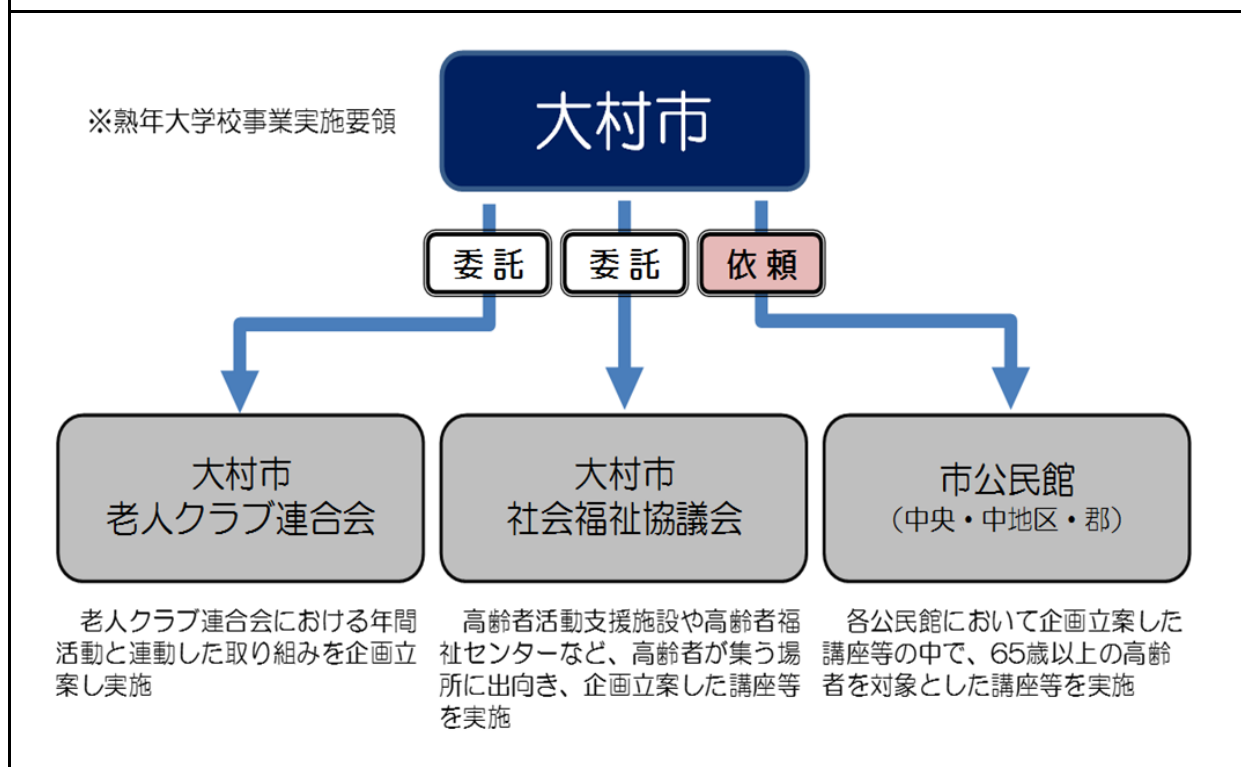 ※熟年大学校事業実施要領
大村市
委託
委託
依頼
大村市
老人クラブ連合会
大村市
社会福祉協議会
市公民館
(中央・中地区・郡)
老人クラブ連合会における年間
活動と連動した取り組みを企画立
案し実施
高齢者活動支援施設や高齢者福
祉センターなど、高齢者が集う場
所に出向き、企画立案した講座等
を実施
各公民館において企画立案した
講座等の中で、65歳以上の高齢
者を対象とした講座等を実施